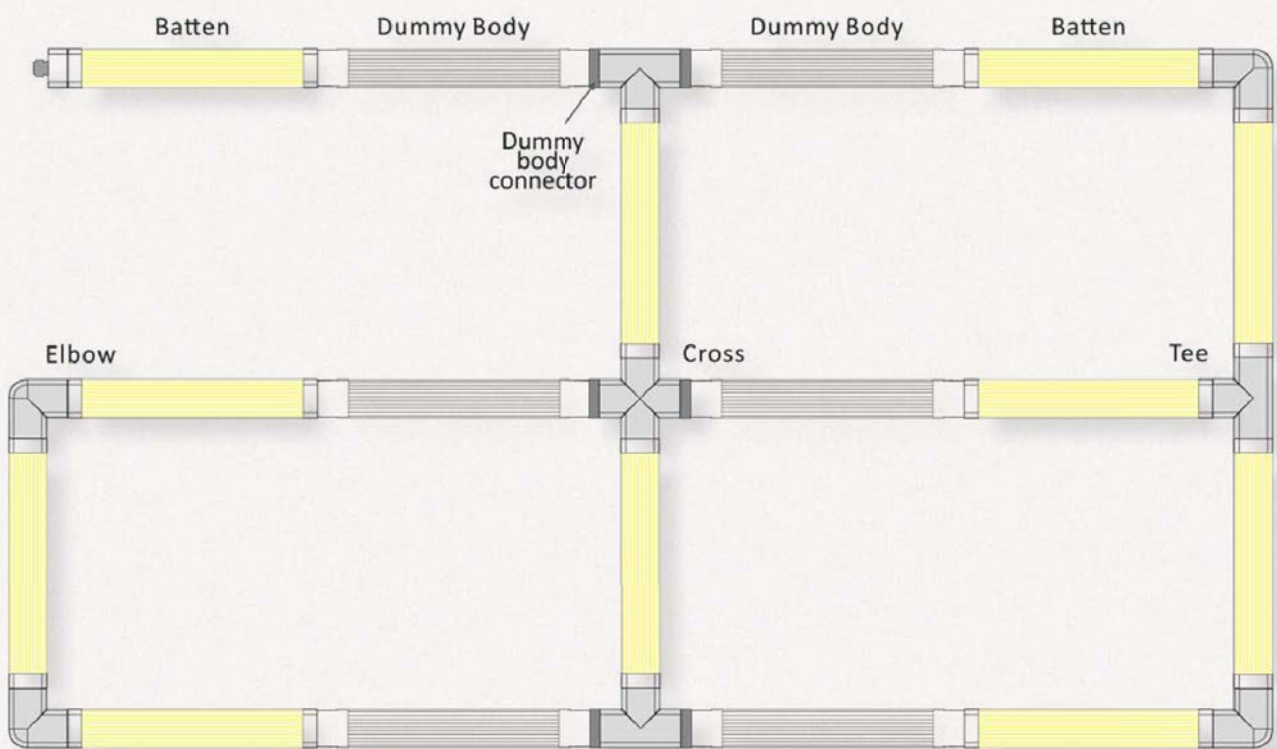 Batten
Dummy Body
Dummy Body
Batten
Dummy
body
connector
Elbow
Cross
Tee